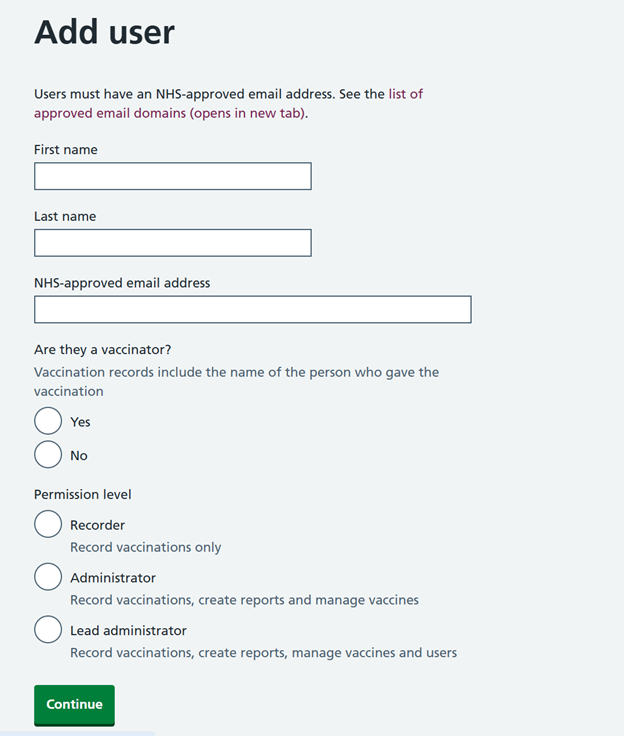 Add user
Users must have an NHS-approved email address. See the list of
approved email domains (opens in new tab).
First name
Last name
NHS-approved email address
Are they a vaccinator?
Vaccination records include the name of the person who gave the
vaccination
Yes
No
Permission level
Recorder
Record vaccinations only
Administrator
Record vaccinations, create reports and manage vaccines
Lead administrator
Record vaccinations, create reports, manage vaccines and users
Continue